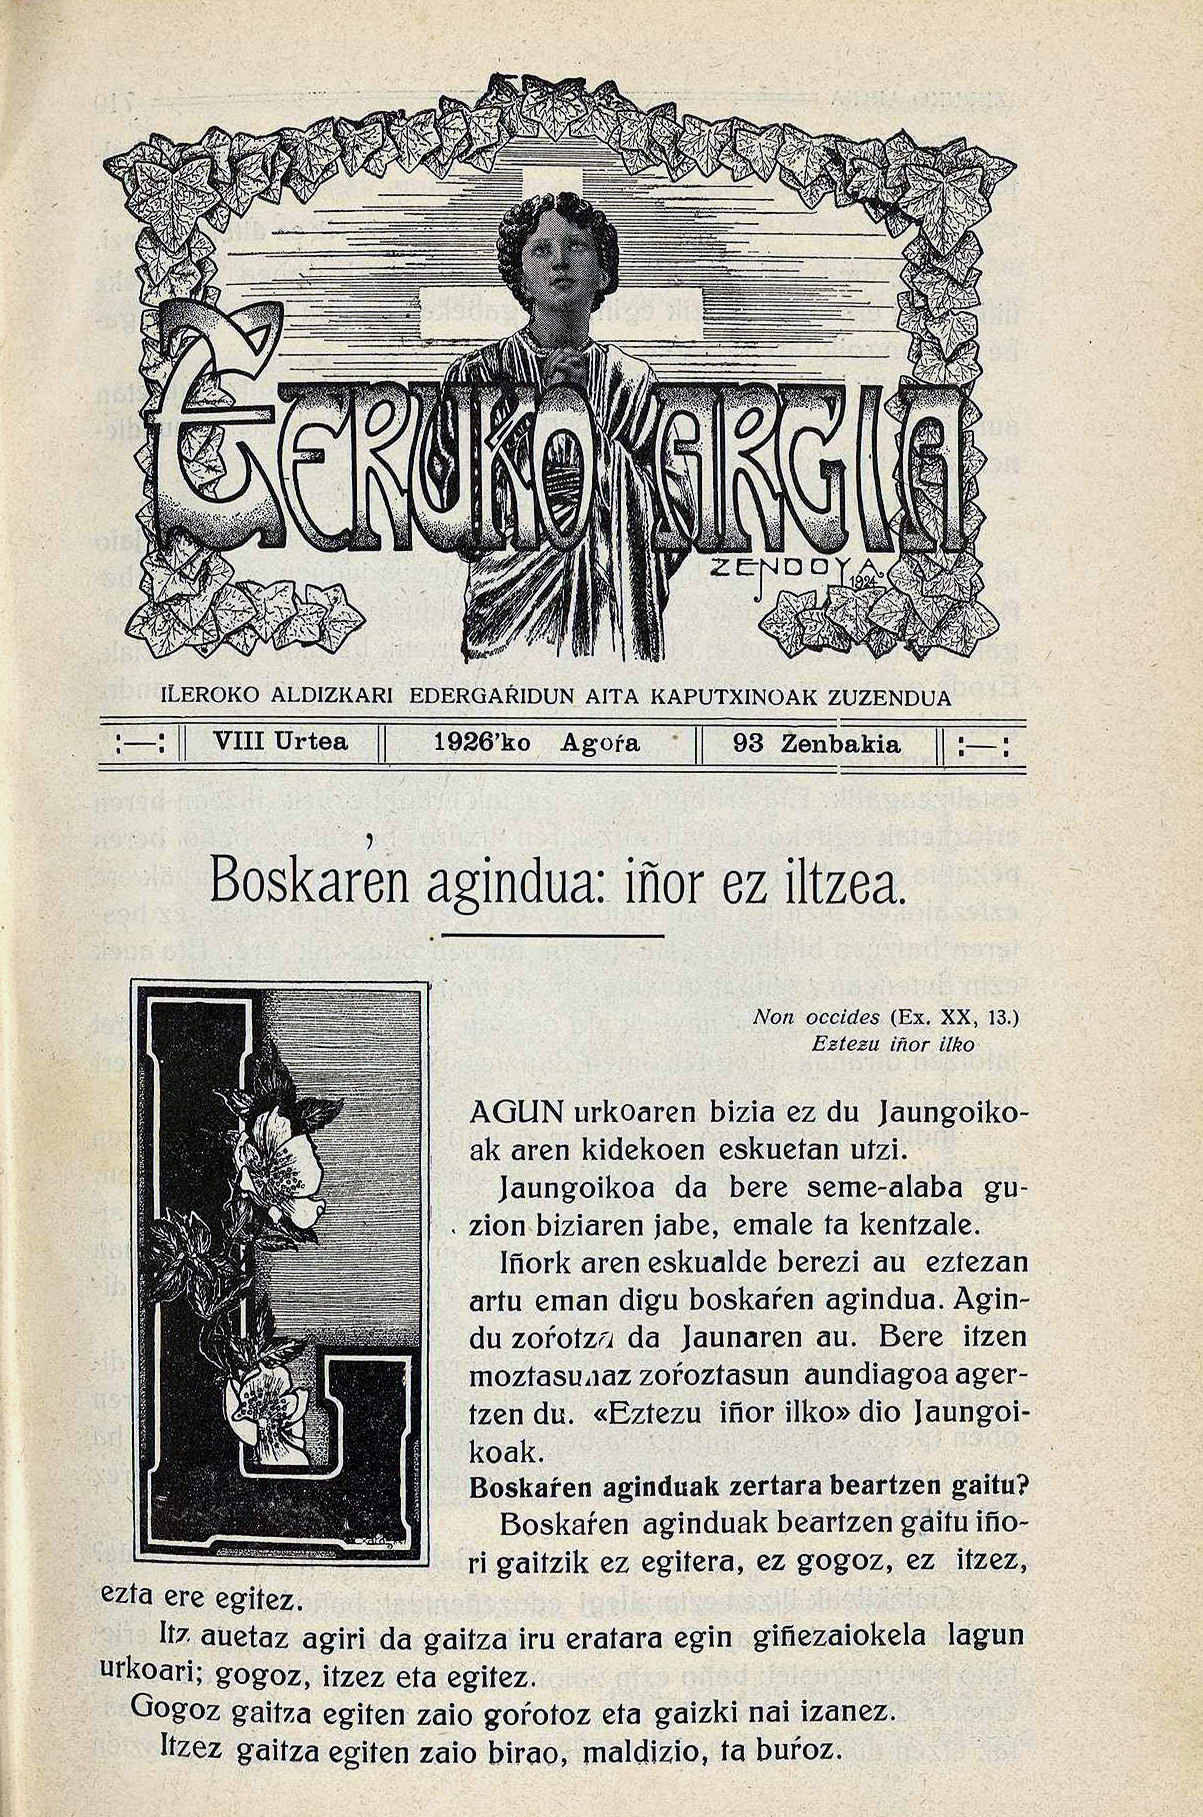 ZERUKO ARGIA
ZENDOYA
1924
ILEROKO ALDIZKARI EDERGAŔIDUN AITA KAPUTXINOAK ZUZENDUA
:—: VIII Urtea 1926'ko Agoŕa 93 Zenbakia :—:
Boskaŕen agindua: iñor ez iltzea.
Non occides (Ex. XX, 13.)
Eztezu iñor ilko
LAGUN urkoaren bizia ez du Jaungoiko-
ak aren kidekoen eskuetan utzi.
Jaungoikoa da bere seme-alaba gu-
zion biziaren jabe, emale ta kentzale.
Iñork aren eskualde berezi au eztezan
artu eman digu boskaŕen agindua. Agin-
du zoŕotza da Jaunaren au. Bere itzen
moztasunaz zoŕoztasun aundiagoa ager-
tzen du. «Eztezu iñor ilko» dio Jaungoi-
koak.
Boskaŕen aginduak zertara beartzen gaitu?
Boskaŕen aginduak beartzen gaitu iño-
ri gaitzik ez egitera, ez gogoz, ez itzez,
ezta ere egitez.
Itz auetaz agiri da gaitza iru eratara egin giñezaiokela lagun
urkoari; gogoz, itzez eta egitez.
Gogoz gaitza egiten zaio goŕotoz eta gaizki nai izanez.
Itzez gaitza egiten zaio birao, maldizio, ta buŕoz.